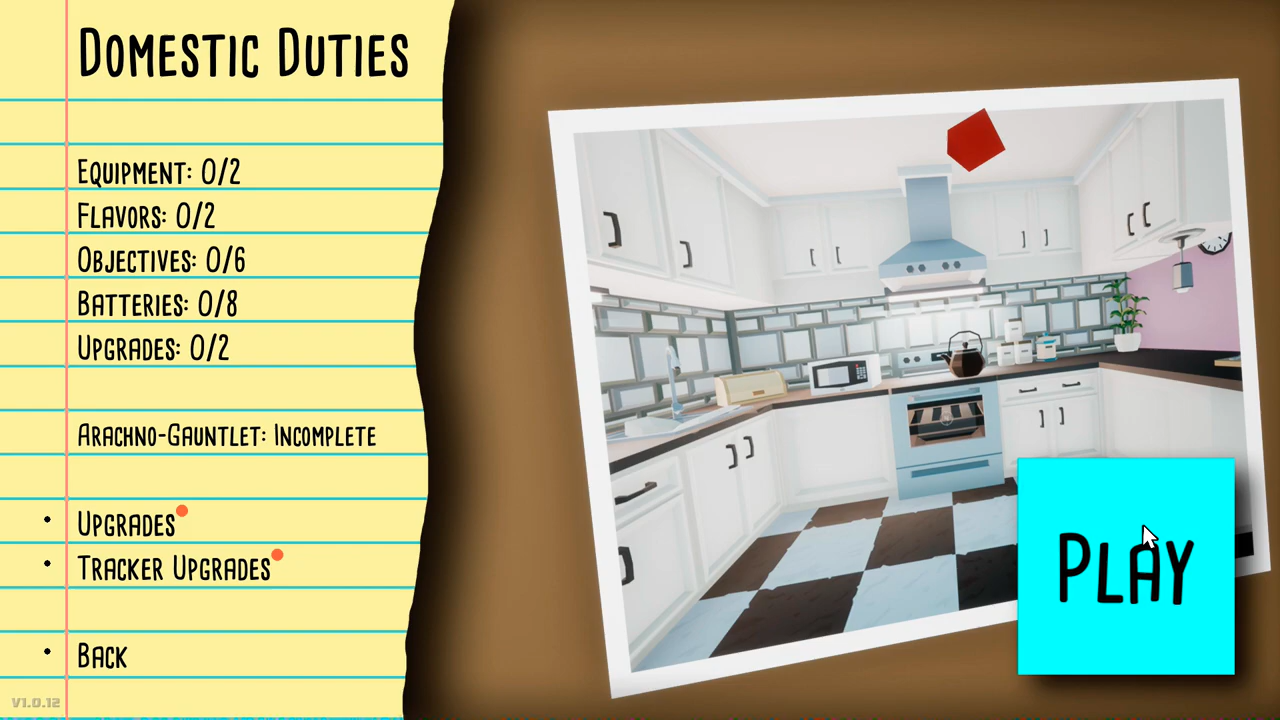 Domestic Duties
Equipment: 0/2
Flavors: 0/2
Objectives: 0/6
Batteries: 0/8
Upgrades: 0/2
Arachno-Gauntlet: Incomplete
• Upgrades
• Tracker Upgrades
• Back
Play
V1.0.12